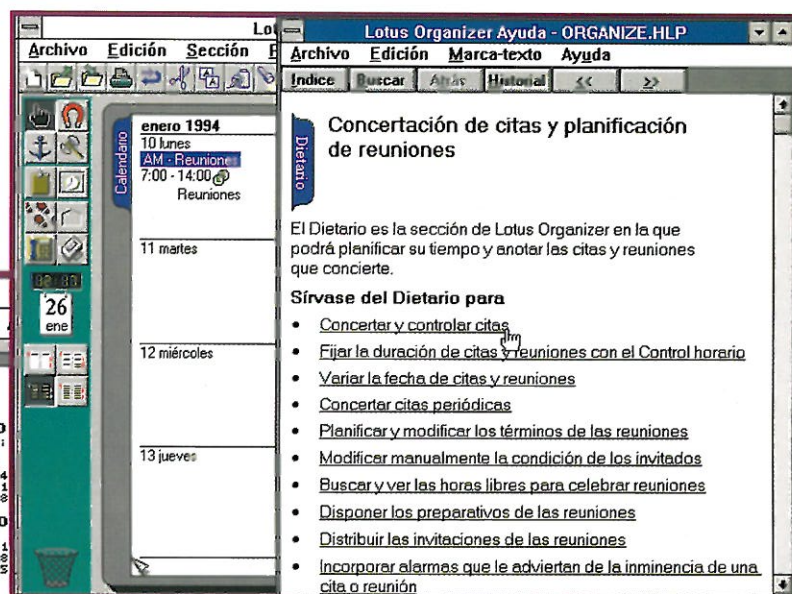 Archivo Edición Sección
enero 1994
10 lunes
AM - Reuniones
7:00 - 14:00
Reuniones
11 martes
12 miércoles
13 jueves
Calendario
26
ene
Lotus Organizer Ayuda - ORGANIZE.HLP
Archivo Edición Marca-texto Ayuda
Indice Buscar Atrás Historial << >>
Dietario
Concertación de citas y planificación
de reuniones
El Dietario es la sección de Lotus Organizer en la que
podrá planificar su tiempo y anotar las citas y reuniones
que concierte.
Sírvase del Dietario para
• Concertar y controlar citas
• Fijar la duración de citas y reuniones con el Control horario
• Variar la fecha de citas y reuniones
• Concertar citas periódicas
• Planificar y modificar los términos de las reuniones
• Modificar manualmente la condición de los invitados
• Buscar y ver las horas libres para celebrar reuniones
• Disponer los preparativos de las reuniones
• Distribuir las invitaciones de las reuniones
• Incorporar alarmas que le adviertan de la inminencia de una
cita o reunión